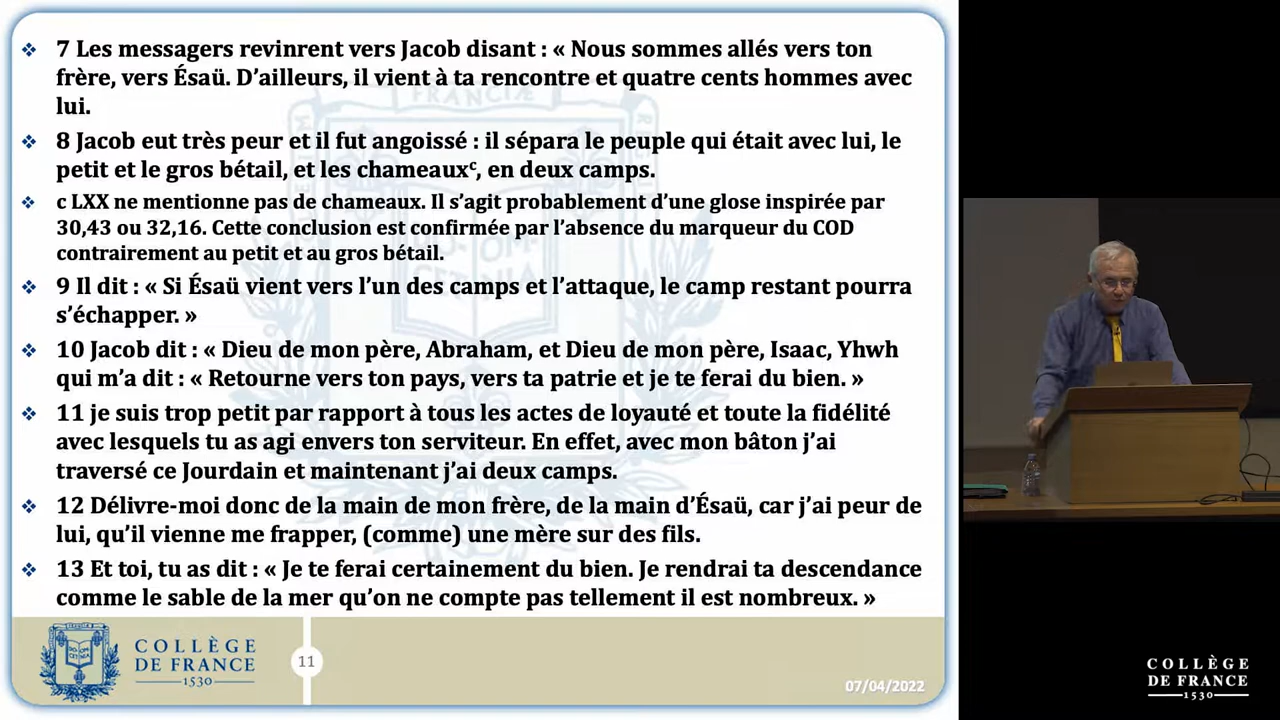 7 Les messagers revinrent vers Jacob disant : « Nous sommes allés vers ton
frère, vers Ésaü. D’ailleurs, il vient à ta rencontre et quatre cents hommes avec
lui.
8 Jacob eut très peur et il fut angoissé : il sépara le peuple qui était avec lui, le
petit et le gros bétail, et les chameauxᶜ, en deux camps.
c LXX ne mentionne pas de chameaux. Il s’agit probablement d’une glose inspirée par
30,43 ou 32,16. Cette conclusion est confirmée par l’absence du marqueur du COD
contrairement au petit et au gros bétail.
9 Il dit : « Si Ésaü vient vers l’un des camps et l’attaque, le camp restant pourra
s’échapper. »
10 Jacob dit : « Dieu de mon père, Abraham, et Dieu de mon père, Isaac, Yhwh
qui m’a dit : « Retourne vers ton pays, vers ta patrie et je te ferai du bien. »
11 je suis trop petit par rapport à tous les actes de loyauté et toute la fidélité
avec lesquels tu as agi envers ton serviteur. En effet, avec mon bâton j’ai
traversé ce Jourdain et maintenant j’ai deux camps.
12 Délivre-moi donc de la main de mon frère, de la main d’Ésaü, car j’ai peur de
lui, qu’il vienne me frapper, (comme) une mère sur des fils.
13 Et toi, tu as dit : « Je te ferai certainement du bien. Je rendrai ta descendance
comme le sable de la mer qu’on ne compte pas tellement il est nombreux. »
COLLÈGE
DE FRANCE
1530
11
07/04/2022
COLLÈGE
DE FRANCE
1530